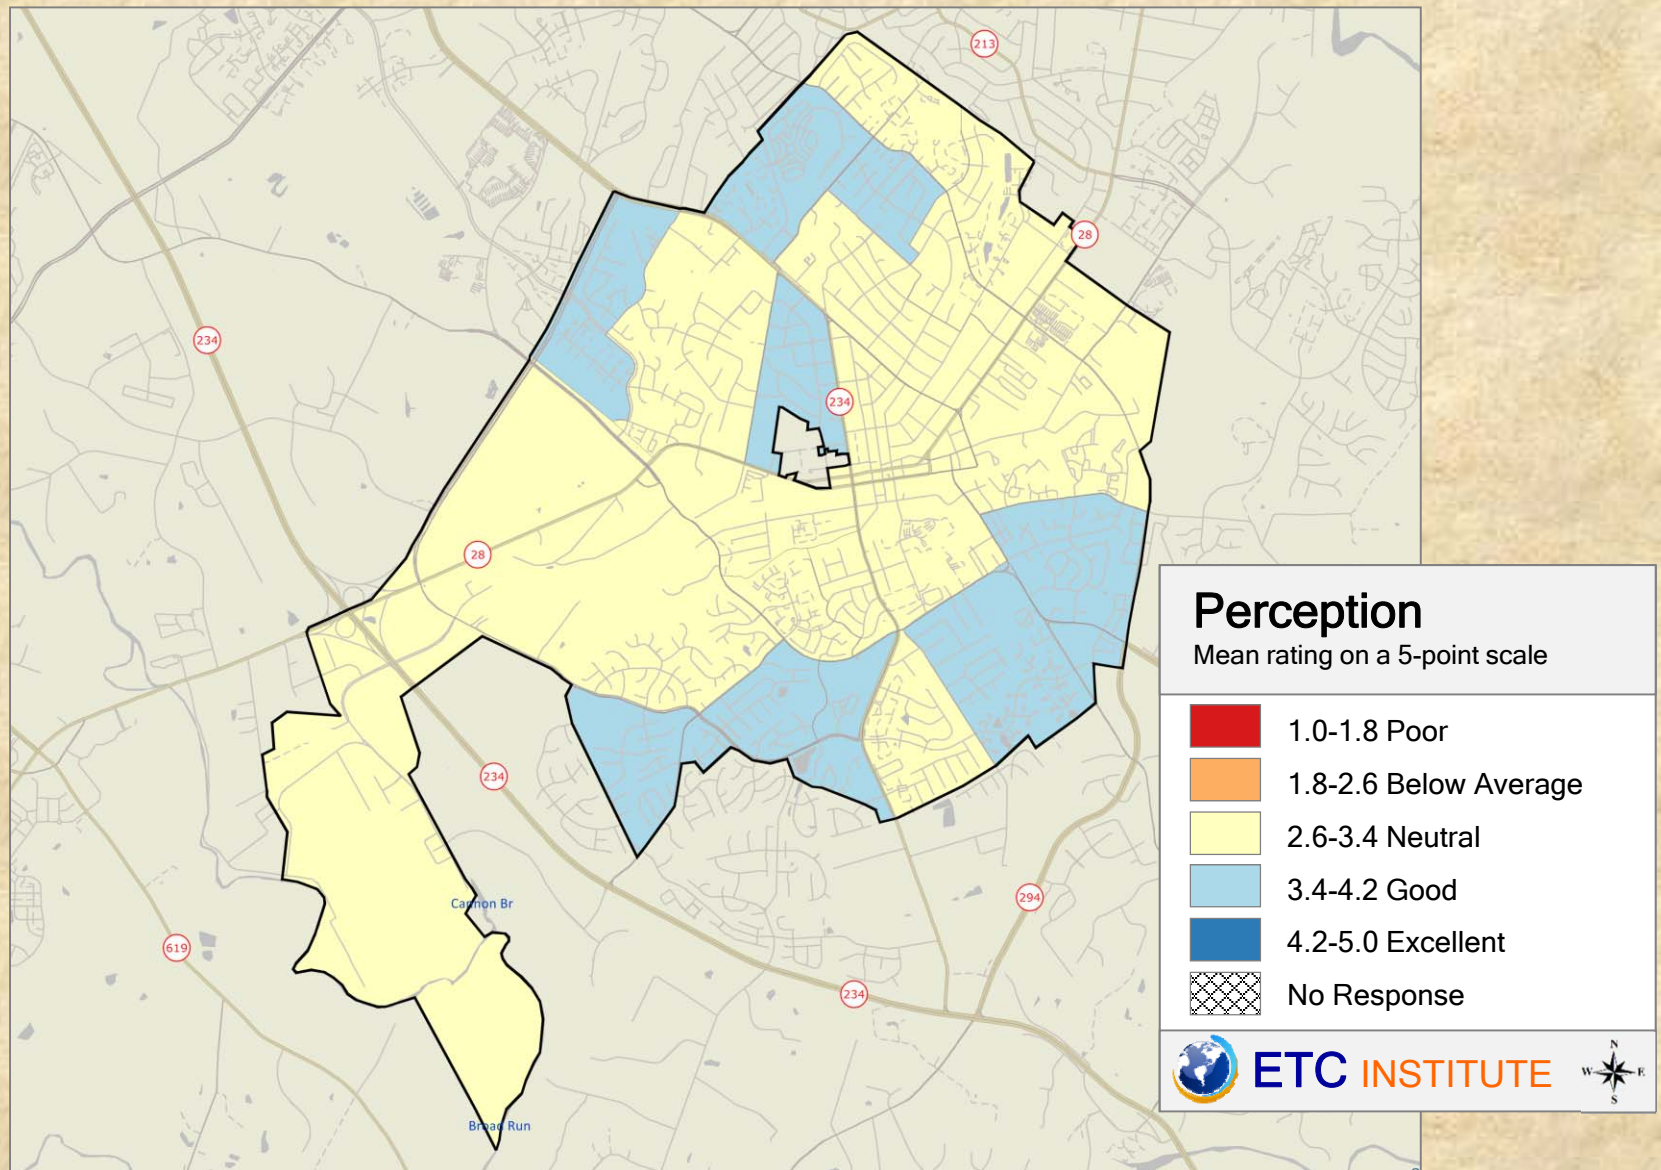 213
28
234
234
28
234
Cannon Br
294
619
234
Broad Run
Perception
Mean rating on a 5-point scale
1.0-1.8 Poor
1.8-2.6 Below Average
2.6-3.4 Neutral
3.4-4.2 Good
4.2-5.0 Excellent
No Response
ETC INSTITUTE
N
W E
S